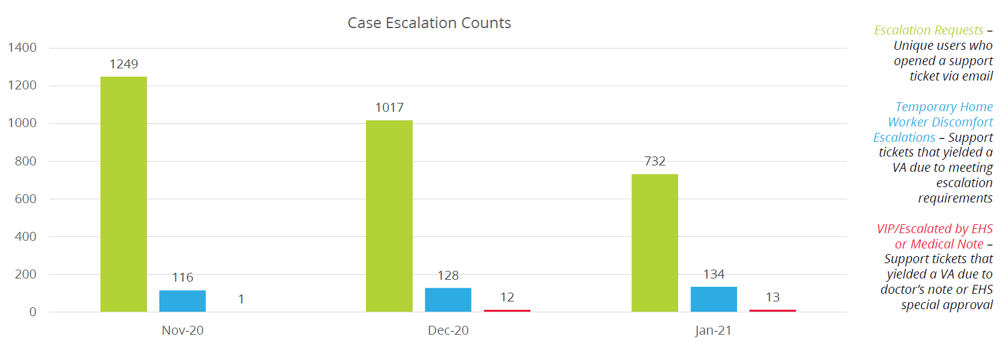 Case Escalation Counts
1400
1200
1000
800
600
400
200
0
1249
116
1
1017
128
12
732
134
13
Nov-20
Dec-20
Jan-21
Escalation Requests –
Unique users who
opened a support
ticket via email
Temporary Home
Worker Discomfort
Escalations – Support
tickets that yielded a
VA due to meeting
escalation
requirements
VIP/Escalated by EHS
or Medical Note –
Support tickets that
yielded a VA due to
doctor’s note or EHS
special approval